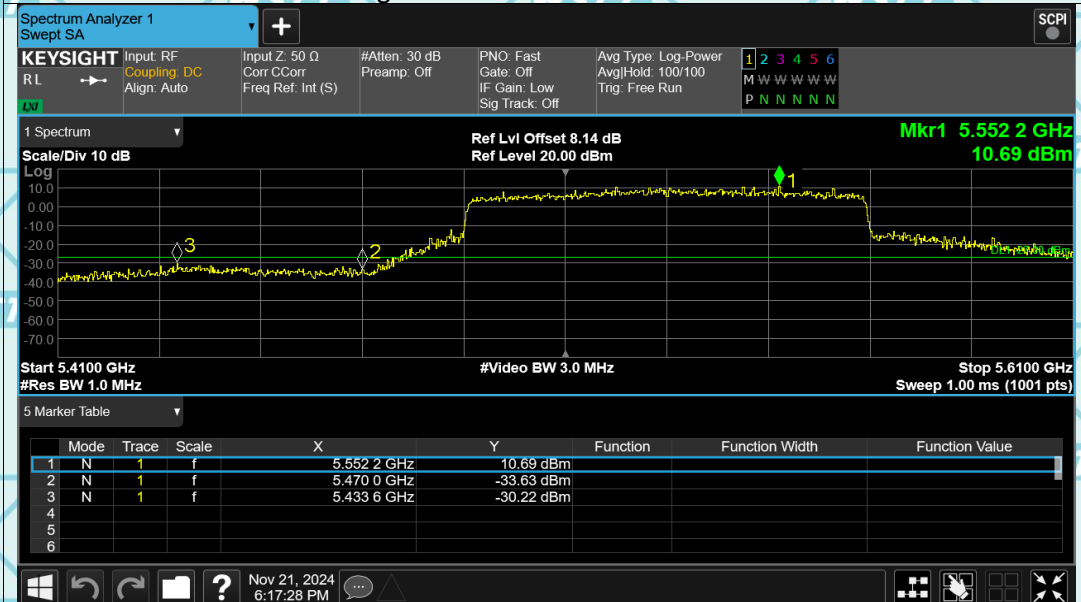 Spectrum Analyzer 1
Swept SA
+
SCPI
KEYSIGHT Input: RF Input Z: 50 Ω #Atten: 30 dB PNO: Fast Avg Type: Log-Power 1 2 3 4 5 6
R L Coupling: DC Corr CCorr Preamp: Off Gate: Off Avg|Hold: 100/100 M W W W W W
Align: Auto Freq Ref: Int (S) IF Gain: Low Trig: Free Run P N N N N N
LXI Sig Track: Off
1 Spectrum Ref Lvl Offset 8.14 dB Mkr1 5.552 2 GHz
Scale/Div 10 dB Ref Level 20.00 dBm 10.69 dBm
Log
10.0 1
0.00
-10.0
-20.0 3 2
-30.0
-40.0
-50.0
-60.0
-70.0
Start 5.4100 GHz #Video BW 3.0 MHz Stop 5.6100 GHz
#Res BW 1.0 MHz Sweep 1.00 ms (1001 pts)
5 Marker Table
Mode Trace Scale X Y Function Function Width Function Value
1 N 1 f 5.552 2 GHz 10.69 dBm
2 N 1 f 5.470 0 GHz -33.63 dBm
3 N 1 f 5.433 6 GHz -30.22 dBm
4
5
6
? Nov 21, 2024
6:17:28 PM